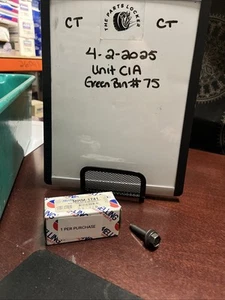 CT
THE PARTS LOCKER
CT
4-2-2025
Unit C1A
Green Bin # 75
1 PER PURCHASE